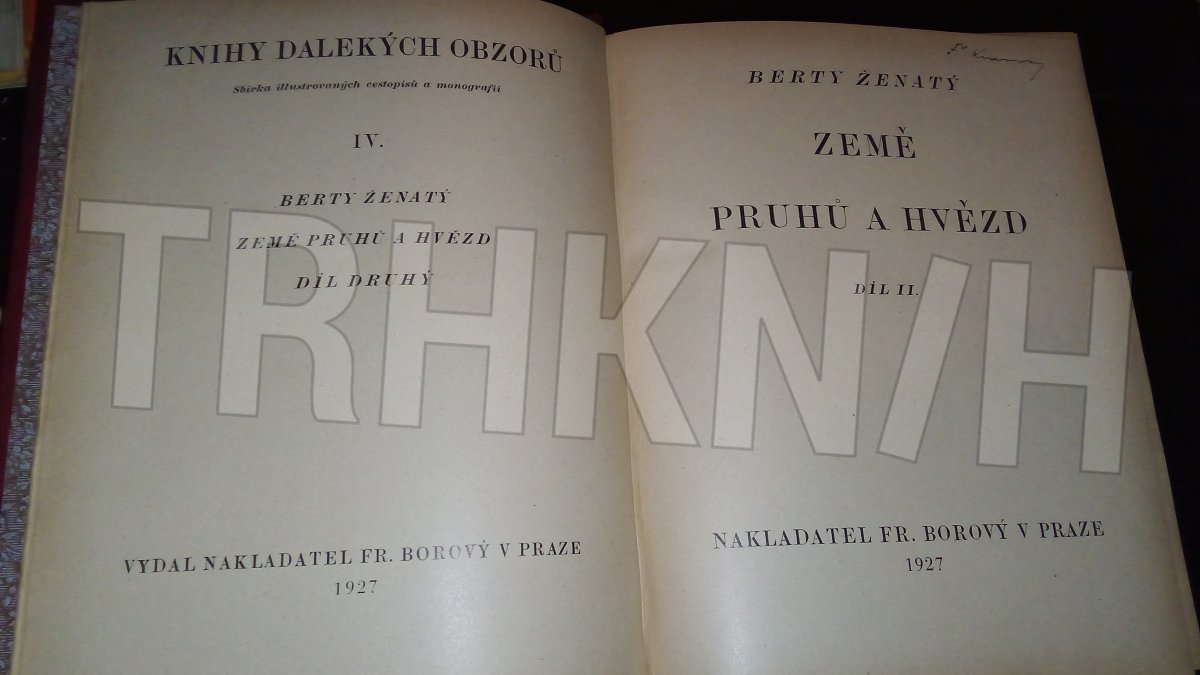 KNIHY DALEKÝCH OBZORŮ
Sbírka illustrovaných cestopisů a monografií
IV.
BERTY ŽENATÝ
ZEMĚ PRUHŮ A HVĚZD
DÍL DRUHÝ
VYDAL NAKLADATEL FR. BOROVÝ V PRAZE
1927
BERTY ŽENATÝ
ZEMĚ
PRUHŮ A HVĚZD
DÍL II.
NAKLADATEL FR. BOROVÝ V PRAZE
1927
TRHKNIH